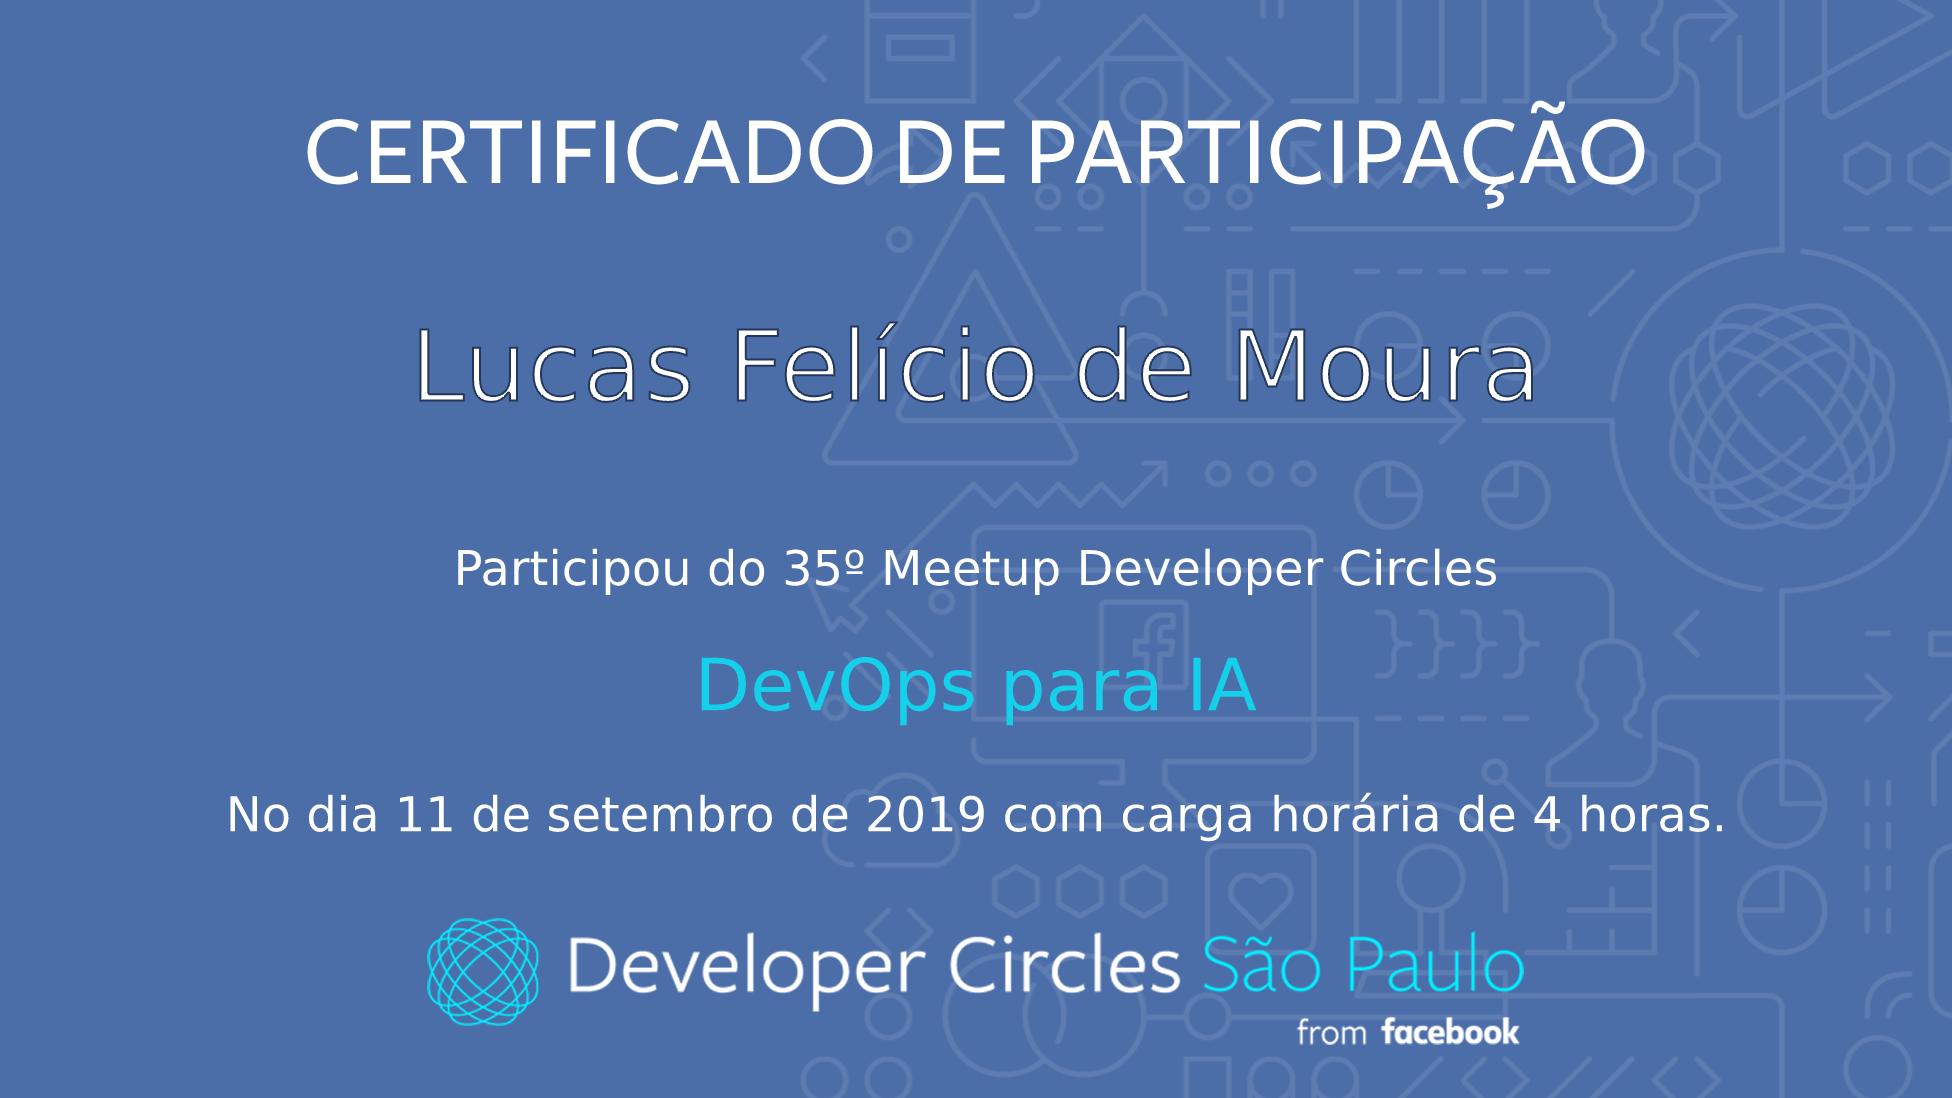 CERTIFICADO DE PARTICIPAÇÃO
Lucas Felício de Moura
Participou do 35º Meetup Developer Circles
DevOps para IA
No dia 11 de setembro de 2019 com carga horária de 4 horas.
Developer Circles São Paulo
from facebook